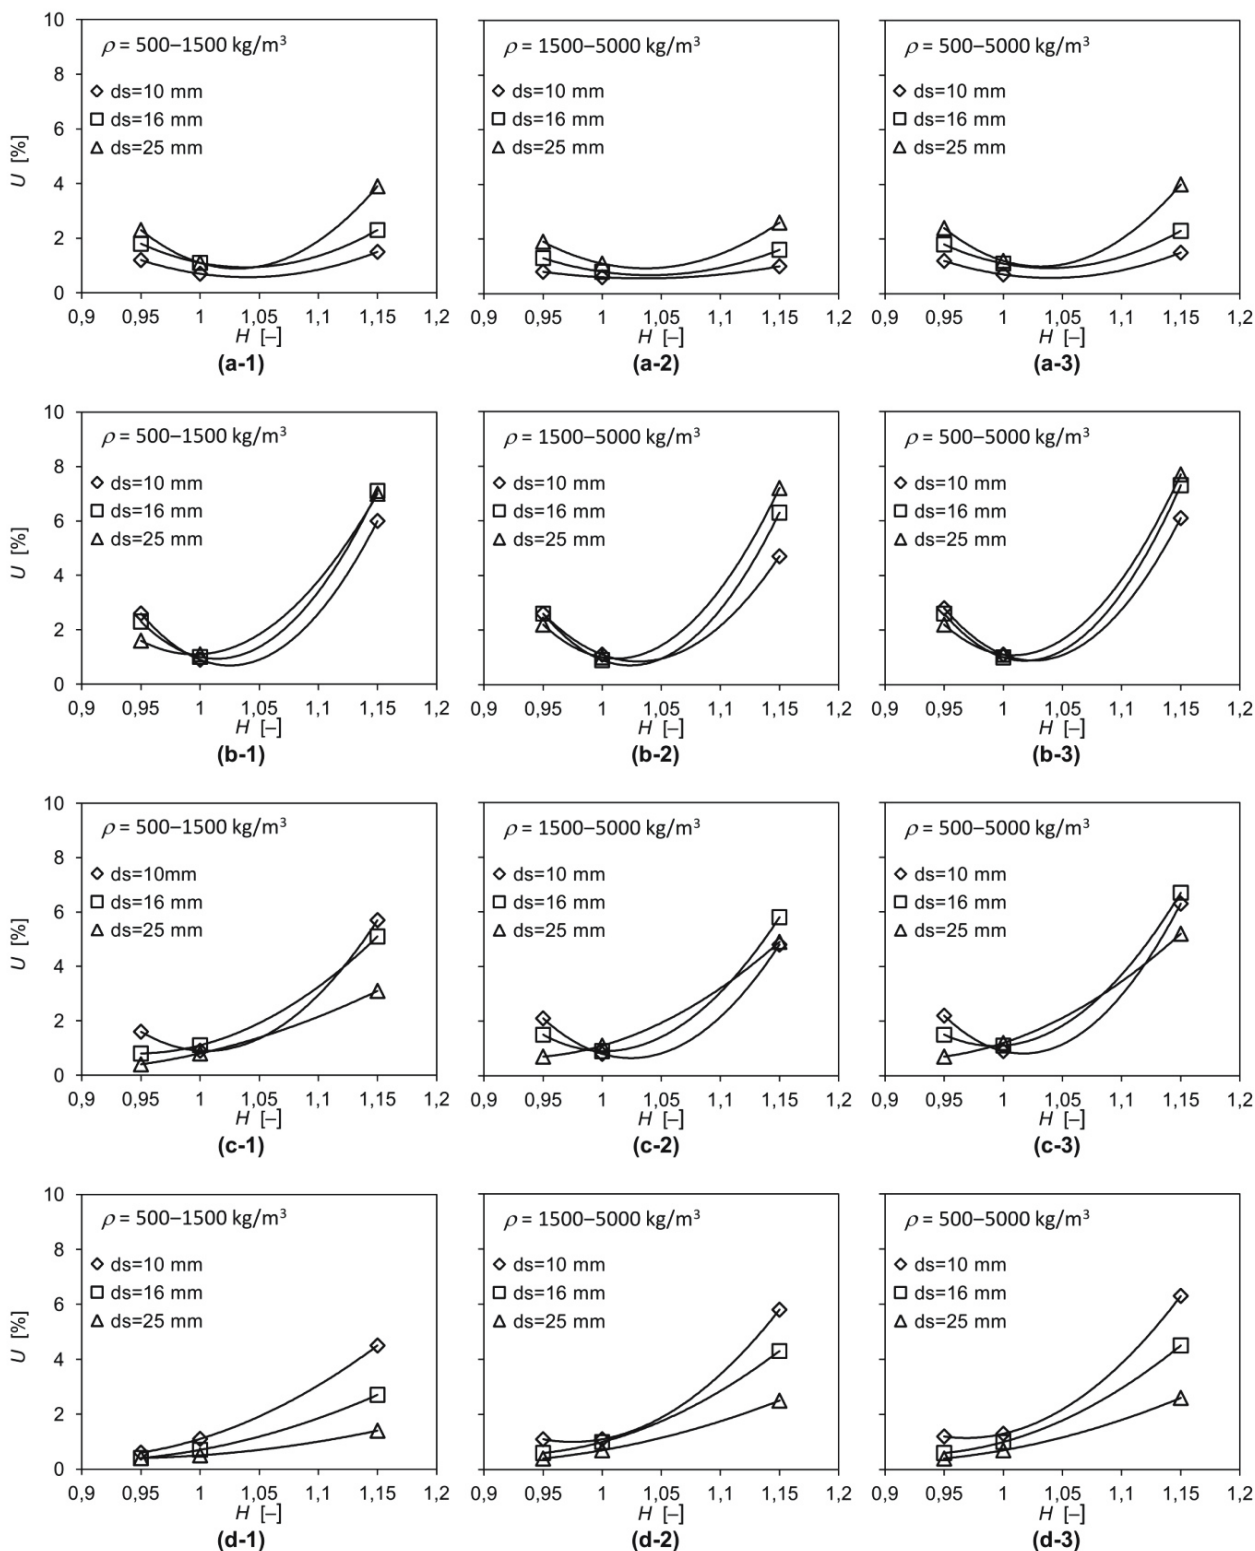 10
8
6
4
2
0
U [%]
ρ = 500–1500 kg/m³
ds=10 mm
ds=16 mm
ds=25 mm
0,9 0,95 1 1,05 1,1 1,15 1,2
H [–]
(a-1)
ρ = 1500–5000 kg/m³
ds=10 mm
ds=16 mm
ds=25 mm
0,9 0,95 1 1,05 1,1 1,15 1,2
H [–]
(a-2)
ρ = 500–5000 kg/m³
ds=10 mm
ds=16 mm
ds=25 mm
0,9 0,95 1 1,05 1,1 1,15 1,2
H [–]
(a-3)
10
8
6
4
2
0
U [%]
ρ = 500–1500 kg/m³
ds=10 mm
ds=16 mm
ds=25 mm
0,9 0,95 1 1,05 1,1 1,15 1,2
H [–]
(b-1)
ρ = 1500–5000 kg/m³
ds=10 mm
ds=16 mm
ds=25 mm
0,9 0,95 1 1,05 1,1 1,15 1,2
H [–]
(b-2)
ρ = 500–5000 kg/m³
ds=10 mm
ds=16 mm
ds=25 mm
0,9 0,95 1 1,05 1,1 1,15 1,2
H [–]
(b-3)
10
8
6
4
2
0
U [%]
ρ = 500–1500 kg/m³
ds=10mm
ds=16 mm
ds=25 mm
0,9 0,95 1 1,05 1,1 1,15 1,2
H [–]
(c-1)
ρ = 1500–5000 kg/m³
ds=10 mm
ds=16 mm
ds=25 mm
0,9 0,95 1 1,05 1,1 1,15 1,2
H [–]
(c-2)
ρ = 500–5000 kg/m³
ds=10 mm
ds=16 mm
ds=25 mm
0,9 0,95 1 1,05 1,1 1,15 1,2
H [–]
(c-3)
10
8
6
4
2
0
U [%]
ρ = 500–1500 kg/m³
ds=10 mm
ds=16 mm
ds=25 mm
0,9 0,95 1 1,05 1,1 1,15 1,2
H [–]
(d-1)
ρ = 1500–5000 kg/m³
ds=10 mm
ds=16 mm
ds=25 mm
0,9 0,95 1 1,05 1,1 1,15 1,2
H [–]
(d-2)
ρ = 500–5000 kg/m³
ds=10 mm
ds=16 mm
ds=25 mm
0,9 0,95 1 1,05 1,1 1,15 1,2
H [–]
(d-3)